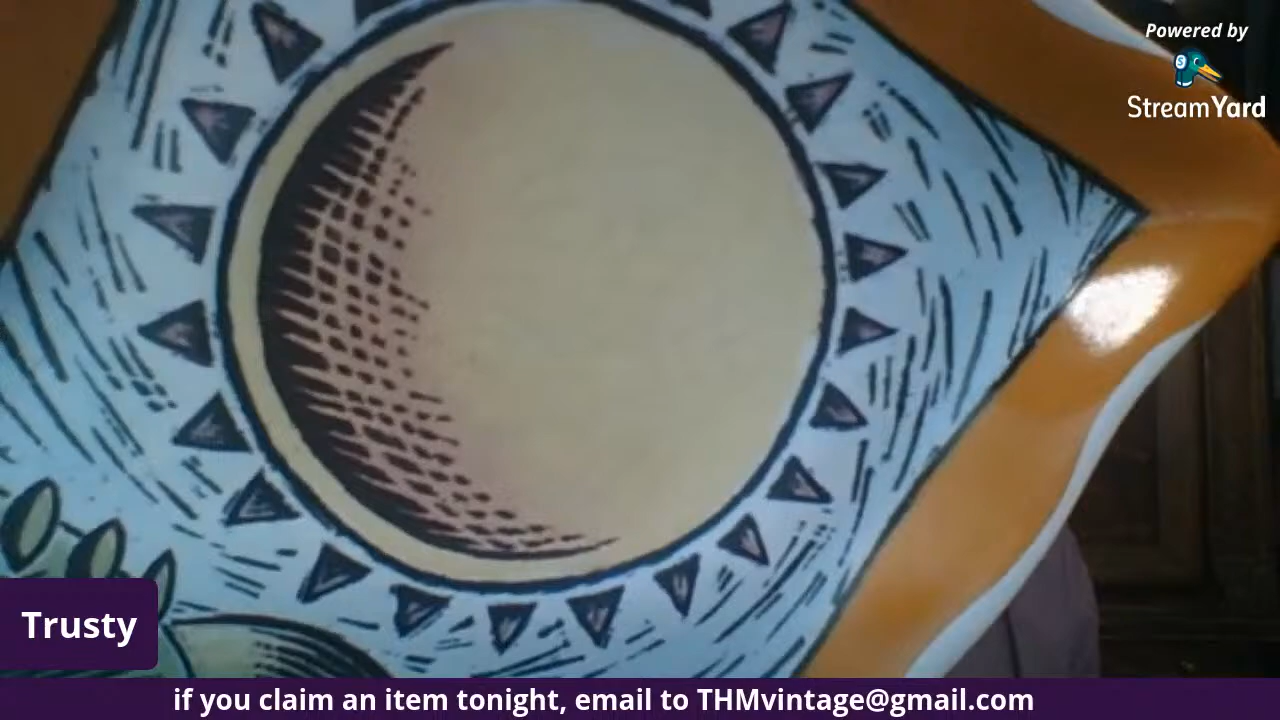 Powered by
StreamYard
Trusty
if you claim an item tonight, email to THMvintage@gmail.com